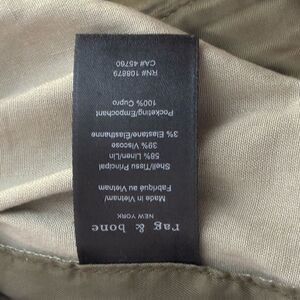 rag & bone
NEW YORK
Made in Vietnam/
Fabriqué au Vietnam
Shell/Tissu Principal
58% Linen/Lin
39% Viscose
3% Elastane/Elasthanne
Pocketing/Empochant
100% Cupro
RN# 108879
CA# 45760